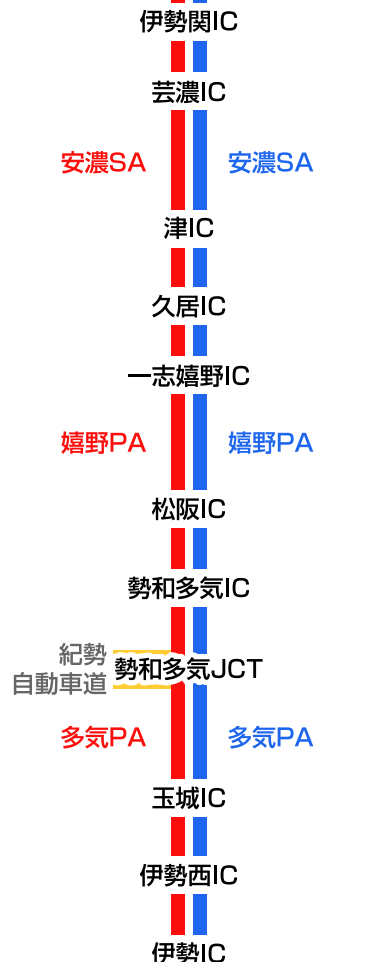 伊勢関IC
芸濃IC
安濃SA
安濃SA
津IC
久居IC
一志嬉野IC
嬉野PA
嬉野PA
松阪IC
勢和多気IC
紀勢
自動車道
勢和多気JCT
多気PA
多気PA
玉城IC
伊勢西IC
伊勢IC